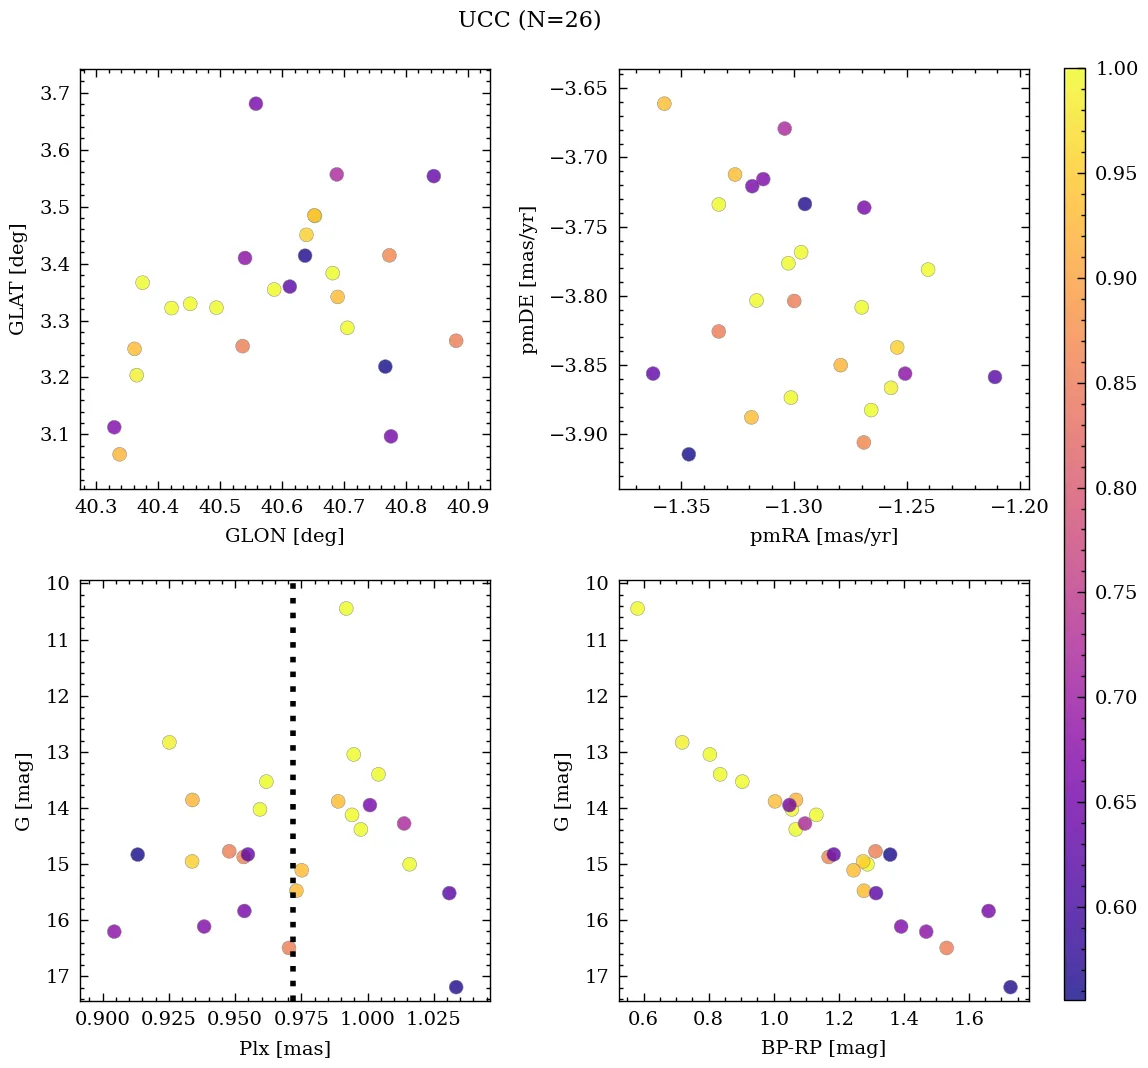 UCC (N=26)
3.7
3.6
3.5
3.4
3.3
3.2
3.1
GLAT [deg]
40.3 40.4 40.5 40.6 40.7 40.8 40.9
GLON [deg]
−3.65
−3.70
−3.75
−3.80
−3.85
−3.90
pmDE [mas/yr]
−1.35 −1.30 −1.25 −1.20
pmRA [mas/yr]
10
11
12
13
14
15
16
17
G [mag]
0.900 0.925 0.950 0.975 1.000 1.025
Plx [mas]
10
11
12
13
14
15
16
17
G [mag]
0.6 0.8 1.0 1.2 1.4 1.6
BP-RP [mag]
1.00
0.95
0.90
0.85
0.80
0.75
0.70
0.65
0.60